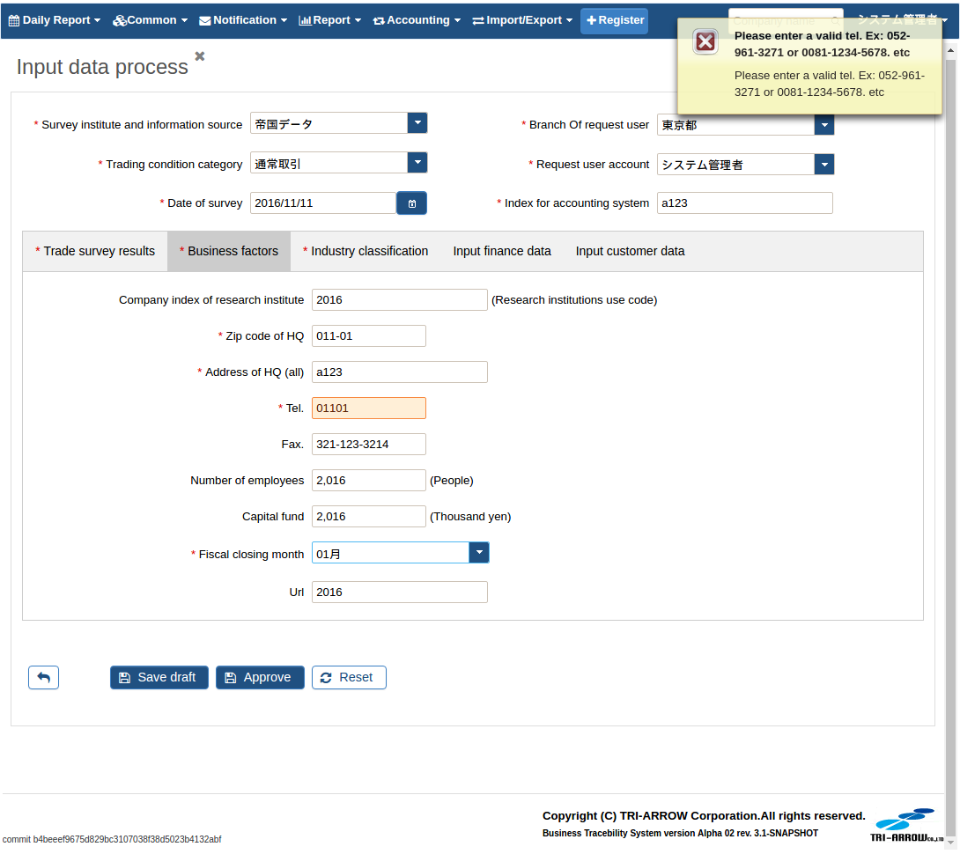 Daily Report Common Notification Report Accounting Import/Export + Register システム管理者
Please enter a valid tel. Ex: 052-
961-3271 or 0081-1234-5678. etc
Please enter a valid tel. Ex: 052-961-
3271 or 0081-1234-5678. etc
Input data process
* Survey institute and information source 帝国データ * Branch Of request user 東京都
* Trading condition category 通常取引 * Request user account システム管理者
* Date of survey 2016/11/11 * Index for accounting system a123
* Trade survey results * Business factors * Industry classification Input finance data Input customer data
Company index of research institute 2016 (Research institutions use code)
* Zip code of HQ 011-01
* Address of HQ (all) a123
* Tel. 01101
Fax. 321-123-3214
Number of employees 2,016 (People)
Capital fund 2,016 (Thousand yen)
* Fiscal closing month 01月
Url 2016
Save draft Approve Reset
Copyright (C) TRI-ARROW Corporation.All rights reserved.
Business Tracebility System version Alpha 02 rev. 3.1-SNAPSHOT
TRI-ARROW CO.,LTD
commit b4beeef9675d829bc3107038f38d5023b4132abf